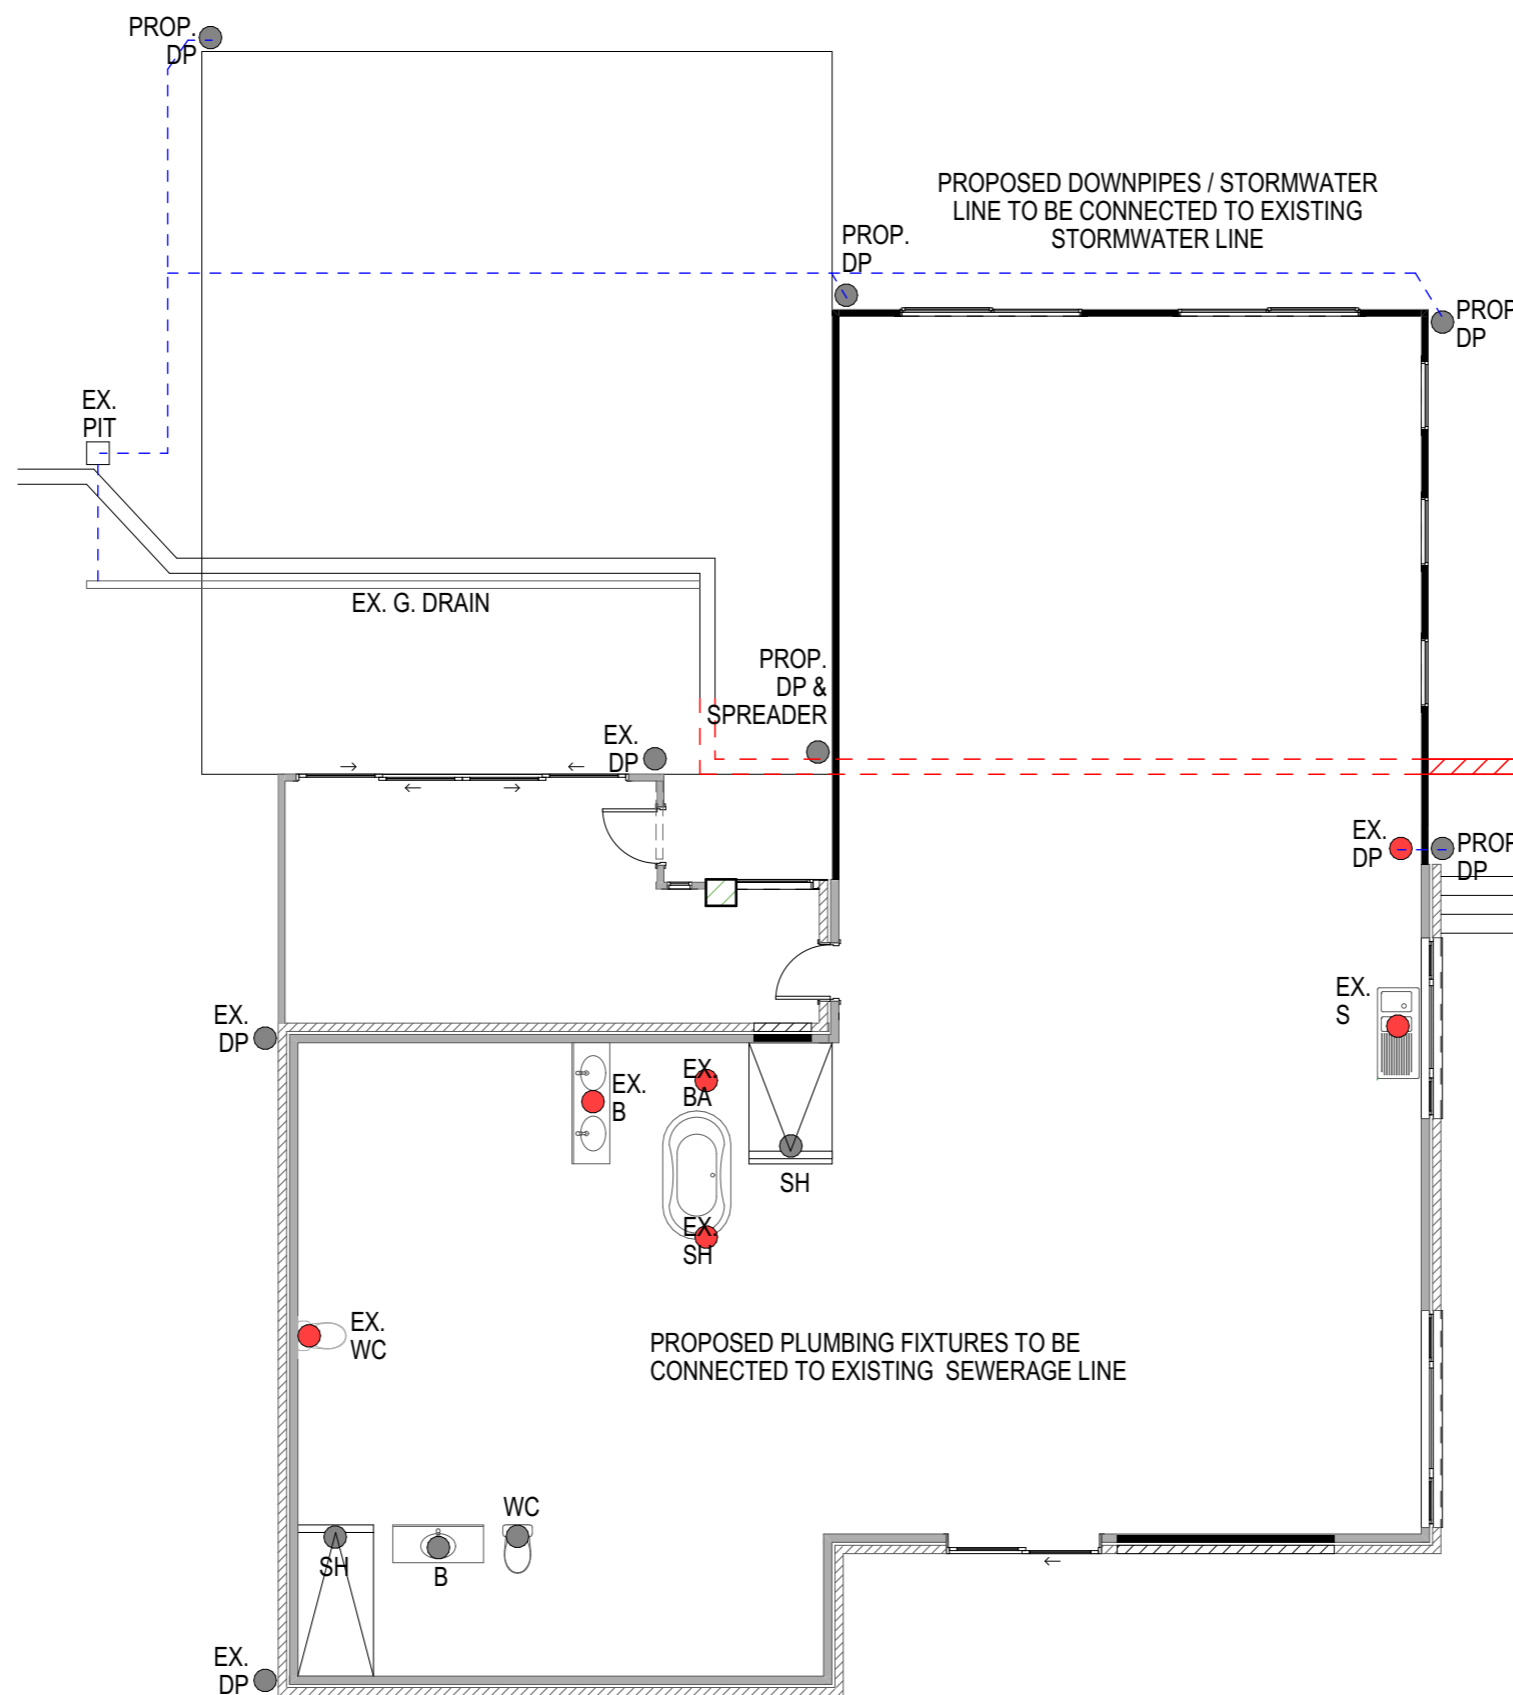 PROP.
DP
PROPOSED DOWNPIPES / STORMWATER
LINE TO BE CONNECTED TO EXISTING
STORMWATER LINE
PROP.
DP
PROP
DP
EX.
PIT
EX. G. DRAIN
PROP.
DP &
SPREADER
EX.
DP
EX.
DP
PROP
DP
EX.
S
EX.
DP
EX.
B
EX.
BA
SH
EX.
SH
EX.
WC
PROPOSED PLUMBING FIXTURES TO BE
CONNECTED TO EXISTING SEWERAGE LINE
WC
SH
B
EX.
DP